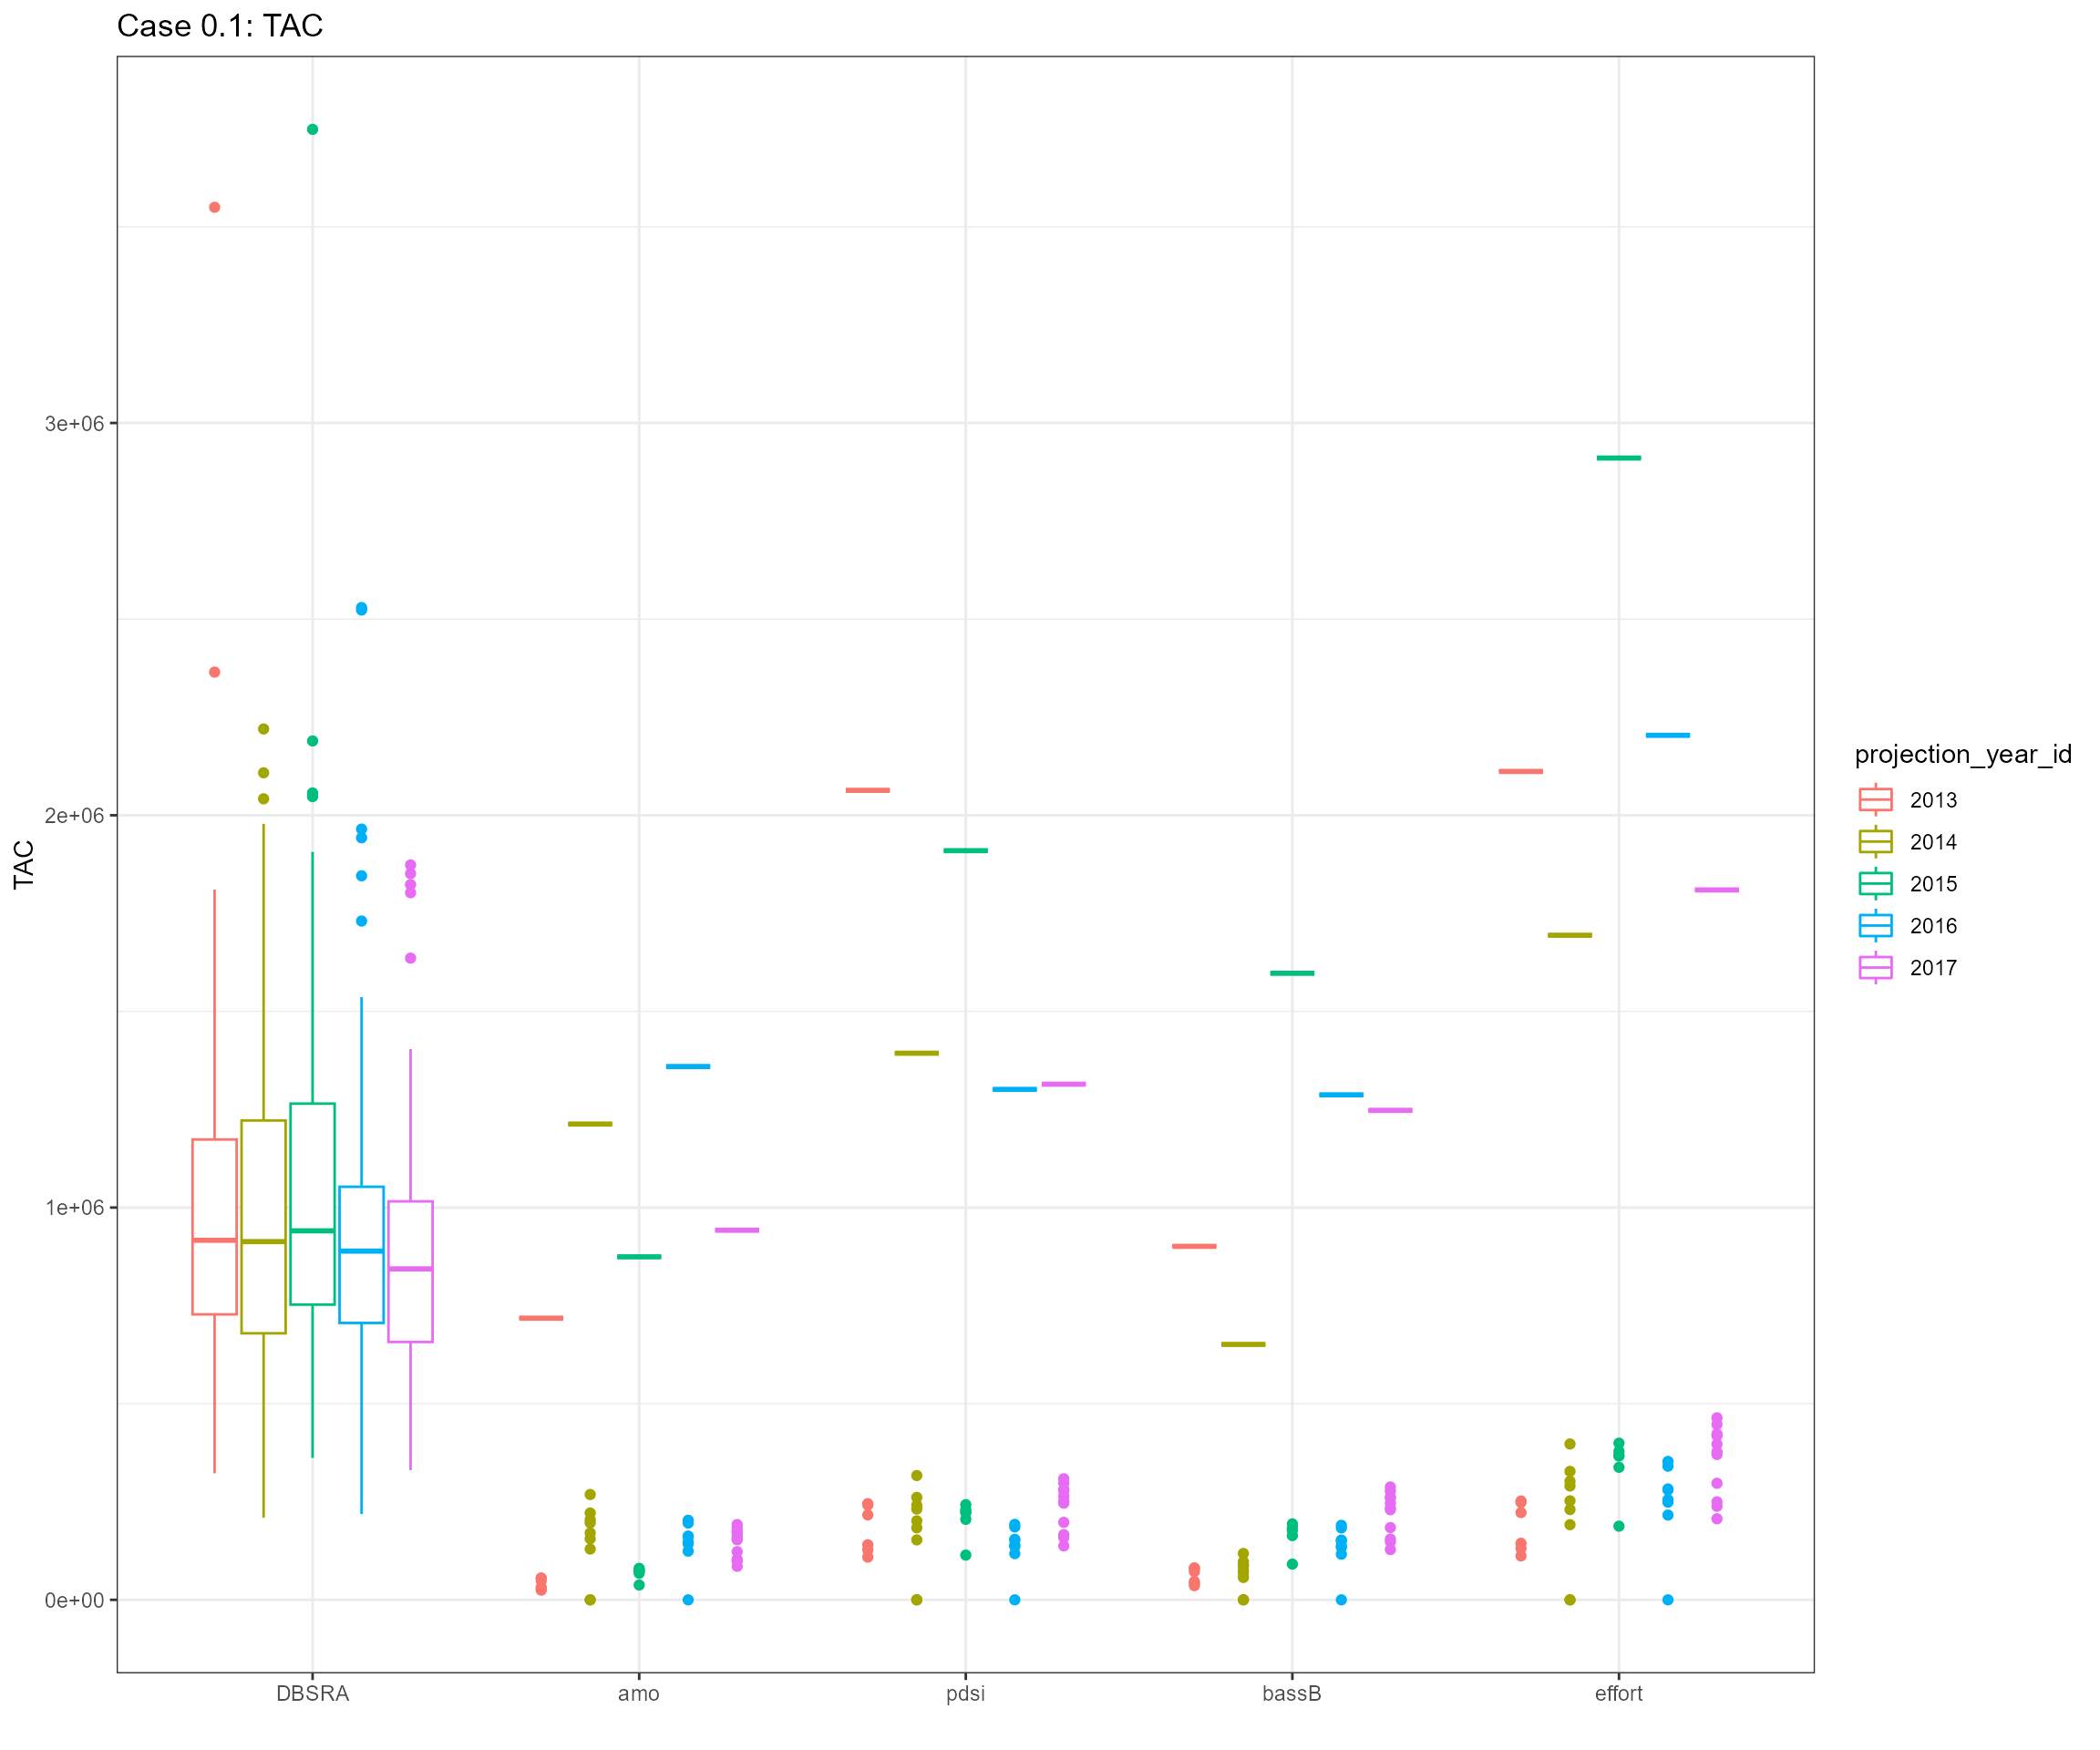 Case 0.1: TAC
3e+06
2e+06
1e+06
0e+00
TAC
DBSRA amo pdsi bassB effort
projection_year_id
2013
2014
2015
2016
2017